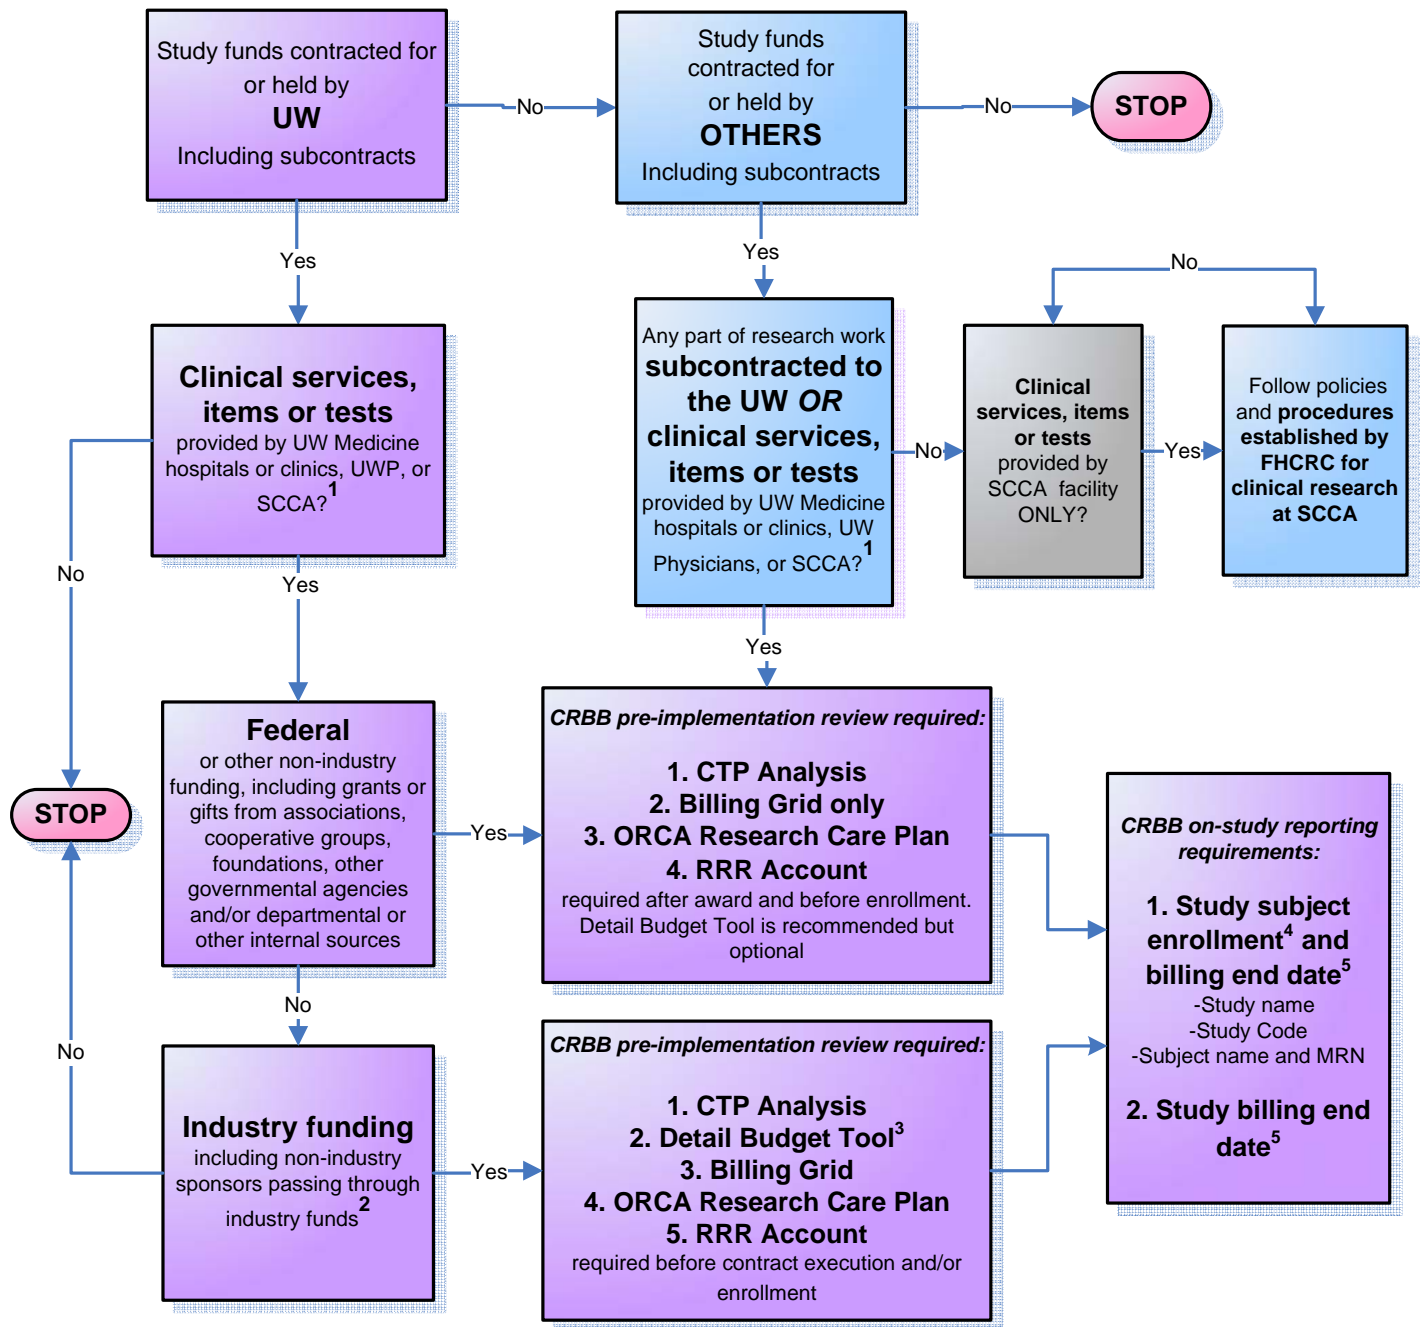 Study funds contracted for
or held by
UW
Including subcontracts
No
Study funds
contracted for
or held by
OTHERS
Including subcontracts
No
STOP
Yes
Yes
No
Clinical services,
items or tests
provided by UW Medicine
hospitals or clinics, UWP, or
SCCA?1
Any part of research work
subcontracted to
the UW OR
clinical services,
items or tests
provided by UW Medicine
hospitals or clinics, UW
Physicians, or SCCA?1
No
Clinical
services, items
or tests
provided by
SCCA facility
ONLY?
Yes
Follow policies
and procedures
established by
FHCRC for
clinical research
at SCCA
No
Yes
Yes
STOP
Federal
or other non-industry
funding, including grants or
gifts from associations,
cooperative groups,
foundations, other
governmental agencies
and/or departmental or
other internal sources
Yes
CRBB pre-implementation review required:
1. CTP Analysis
2. Billing Grid only
3. ORCA Research Care Plan
4. RRR Account
required after award and before enrollment.
Detail Budget Tool is recommended but
optional
CRBB on-study reporting
requirements:
1. Study subject
enrollment4 and
billing end date5
-Study name
-Study Code
-Subject name and MRN
2. Study billing end
date5
No
No
Industry funding
including non-industry
sponsors passing through
industry funds2
Yes
CRBB pre-implementation review required:
1. CTP Analysis
2. Detail Budget Tool3
3. Billing Grid
4. ORCA Research Care Plan
5. RRR Account
required before contract execution and/or
enrollment